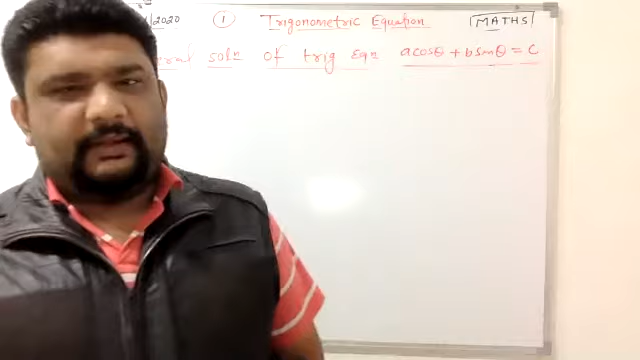 /2020 ① Trigonometric Equation MATHS
soln of trig Eqn acosθ + bsinθ = C